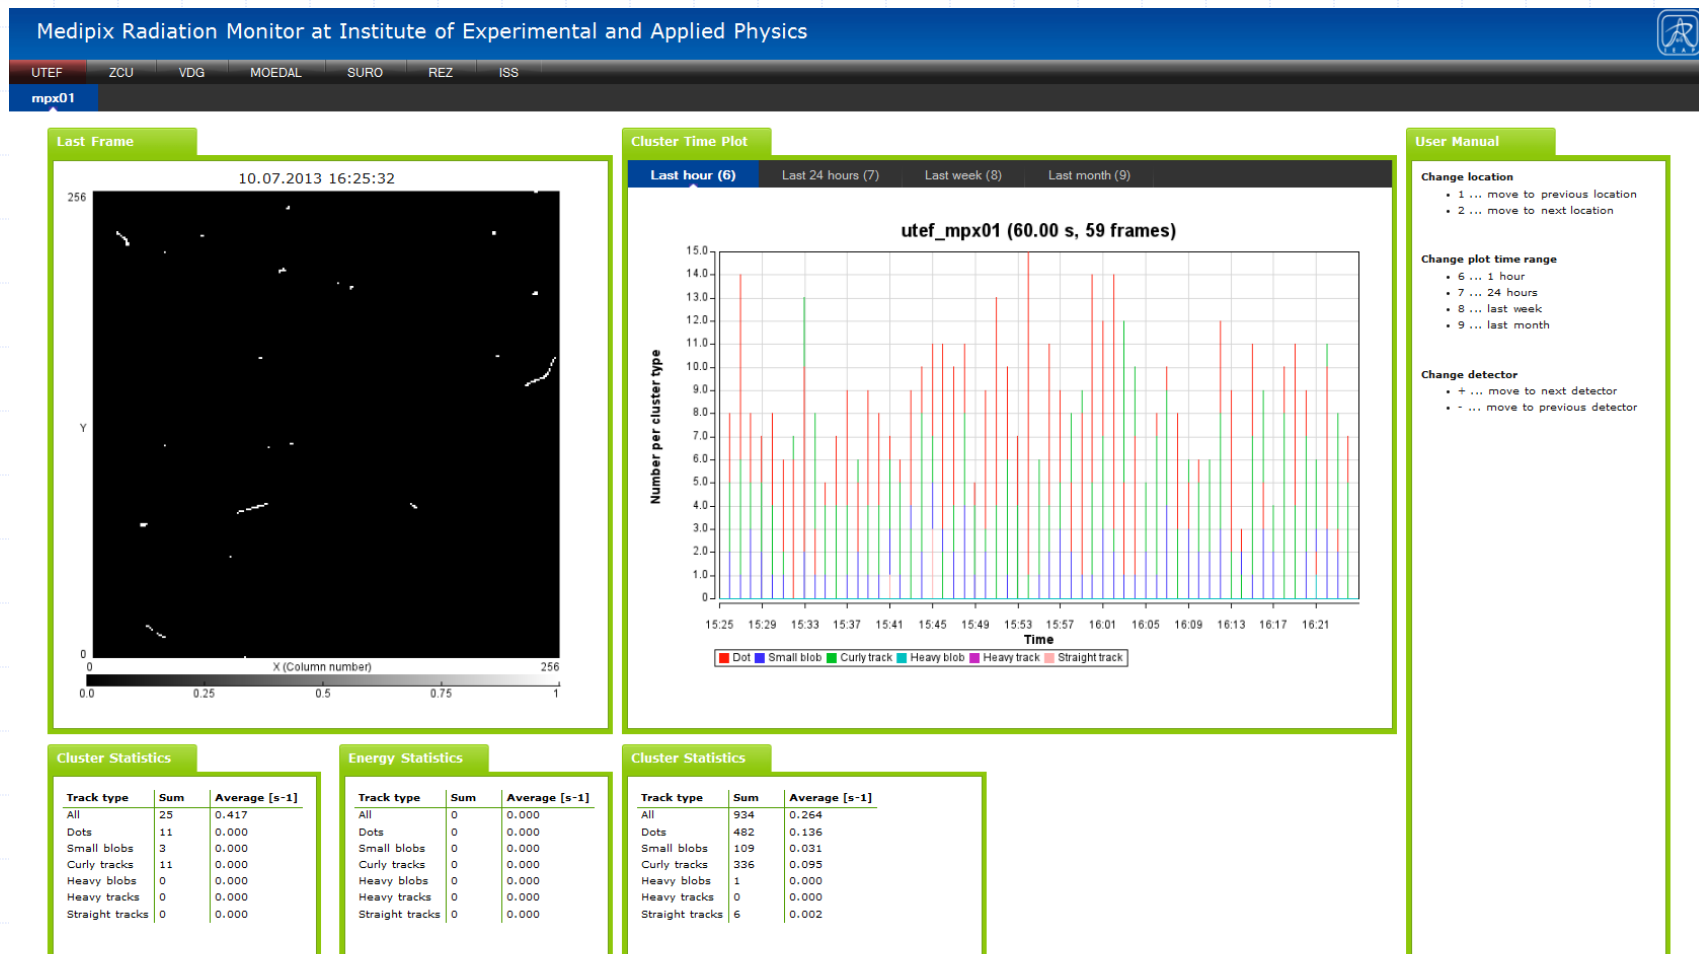 Medipix Radiation Monitor at Institute of Experimental and Applied Physics
UTEF ZCU VDG MOEDAL SURO REZ ISS
mpx01
Last Frame
10.07.2013 16:25:32
256
Y
0
0 X (Column number) 256
0.0 0.25 0.5 0.75 1
Cluster Time Plot
Last hour (6) Last 24 hours (7) Last week (8) Last month (9)
utef_mpx01 (60.00 s, 59 frames)
Number per cluster type
15.0
14.0
13.0
12.0
11.0
10.0
9.0
8.0
7.0
6.0
5.0
4.0
3.0
2.0
1.0
0
15:25 15:29 15:33 15:37 15:41 15:45 15:49 15:53 15:57 16:01 16:05 16:09 16:13 16:17 16:21
Time
Dot Small blob Curly track Heavy blob Heavy track Straight track
User Manual
Change location
• 1 ... move to previous location
• 2 ... move to next location
Change plot time range
• 6 ... 1 hour
• 7 ... 24 hours
• 8 ... last week
• 9 ... last month
Change detector
• + ... move to next detector
• - ... move to previous detector
Cluster Statistics
Track type Sum Average [s-1]
All 25 0.417
Dots 11 0.000
Small blobs 3 0.000
Curly tracks 11 0.000
Heavy blobs 0 0.000
Heavy tracks 0 0.000
Straight tracks 0 0.000
Energy Statistics
Track type Sum Average [s-1]
All 0 0.000
Dots 0 0.000
Small blobs 0 0.000
Curly tracks 0 0.000
Heavy blobs 0 0.000
Heavy tracks 0 0.000
Straight tracks 0 0.000
Cluster Statistics
Track type Sum Average [s-1]
All 934 0.264
Dots 482 0.136
Small blobs 109 0.031
Curly tracks 336 0.095
Heavy blobs 1 0.000
Heavy tracks 0 0.000
Straight tracks 6 0.002